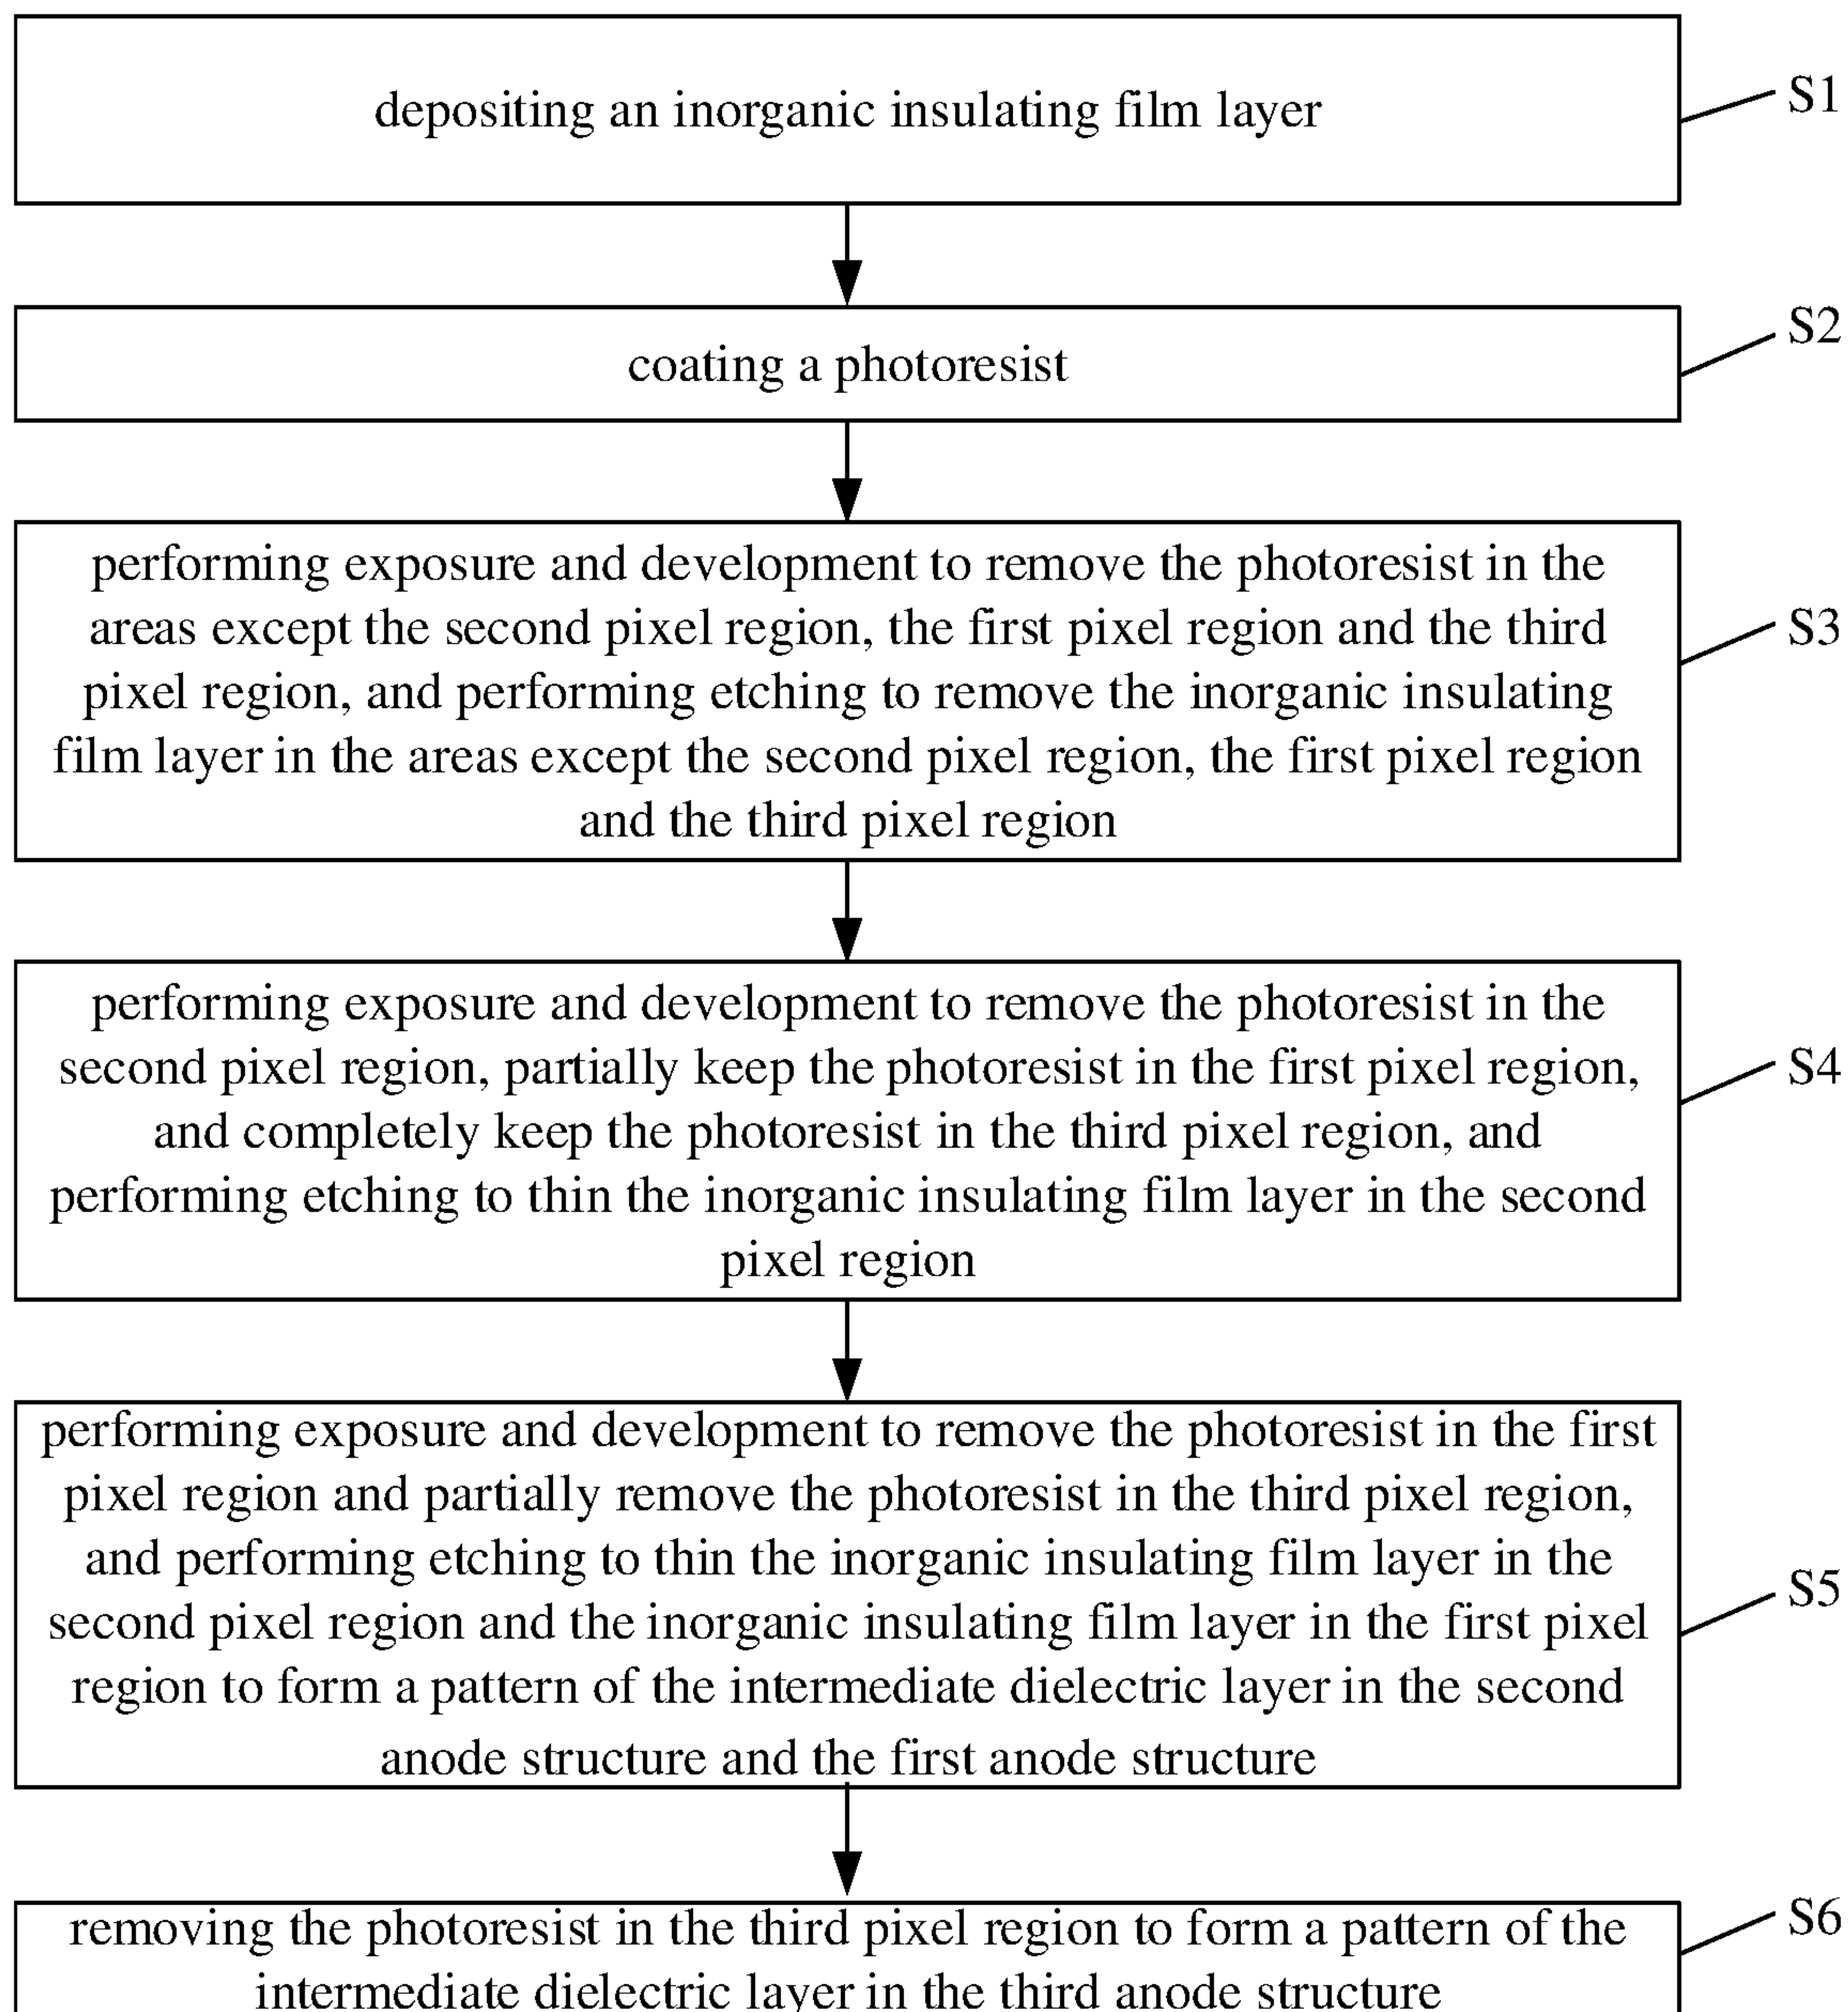 depositing an inorganic insulating film layer
S1
coating a photoresist
S2
performing exposure and development to remove the photoresist in the
areas except the second pixel region, the first pixel region and the third
pixel region, and performing etching to remove the inorganic insulating
film layer in the areas except the second pixel region, the first pixel region
and the third pixel region
S3
performing exposure and development to remove the photoresist in the
second pixel region, partially keep the photoresist in the first pixel region,
and completely keep the photoresist in the third pixel region, and
performing etching to thin the inorganic insulating film layer in the second
pixel region
S4
performing exposure and development to remove the photoresist in the first
pixel region and partially remove the photoresist in the third pixel region,
and performing etching to thin the inorganic insulating film layer in the
second pixel region and the inorganic insulating film layer in the first pixel
region to form a pattern of the intermediate dielectric layer in the second
anode structure and the first anode structure
S5
removing the photoresist in the third pixel region to form a pattern of the
intermediate dielectric layer in the third anode structure
S6